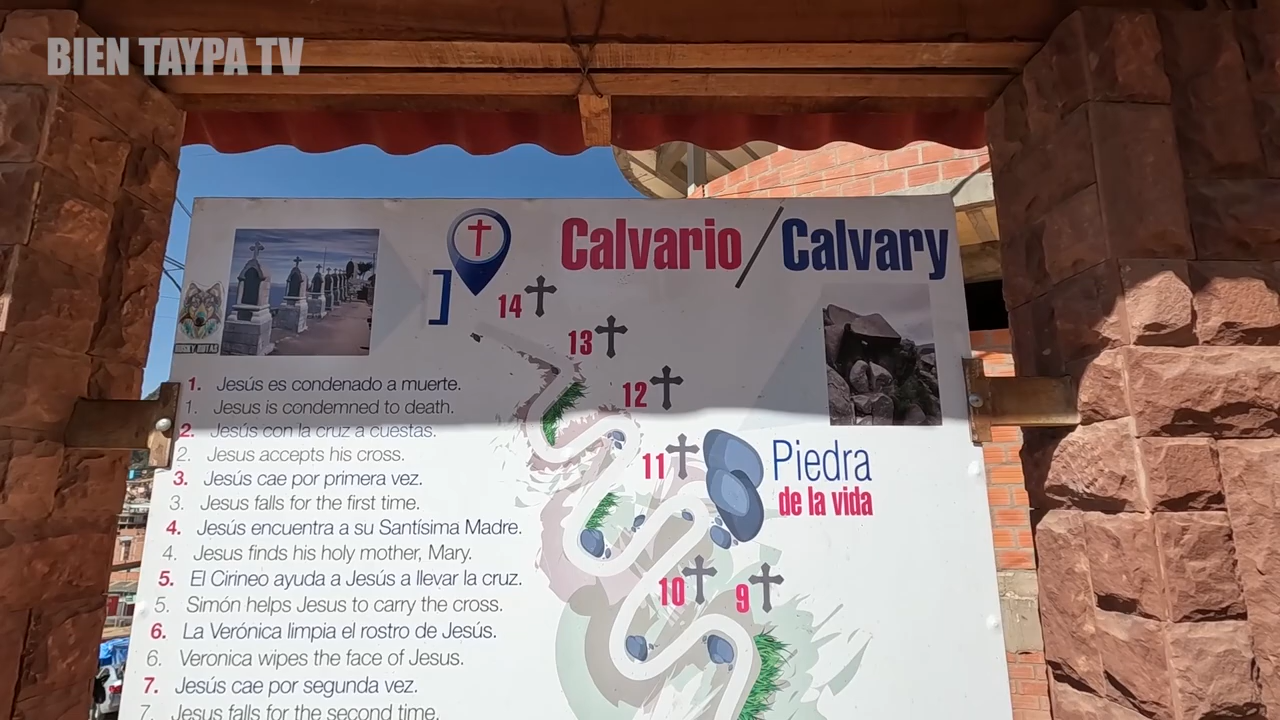 BIEN TAYPA TV
Calvario/Calvary
14
13
12
11
Piedra
de la vida
10
9
HUSKY RUTAS
1. Jesús es condenado a muerte.
1. Jesus is condemned to death.
2. Jesús con la cruz a cuestas.
2. Jesus accepts his cross.
3. Jesús cae por primera vez.
3. Jesus falls for the first time.
4. Jesús encuentra a su Santísima Madre.
4. Jesus finds his holy mother, Mary.
5. El Cirineo ayuda a Jesús a llevar la cruz.
5. Simón helps Jesus to carry the cross.
6. La Verónica limpia el rostro de Jesús.
6. Veronica wipes the face of Jesus.
7. Jesús cae por segunda vez.
7. Jesus falls for the second time.